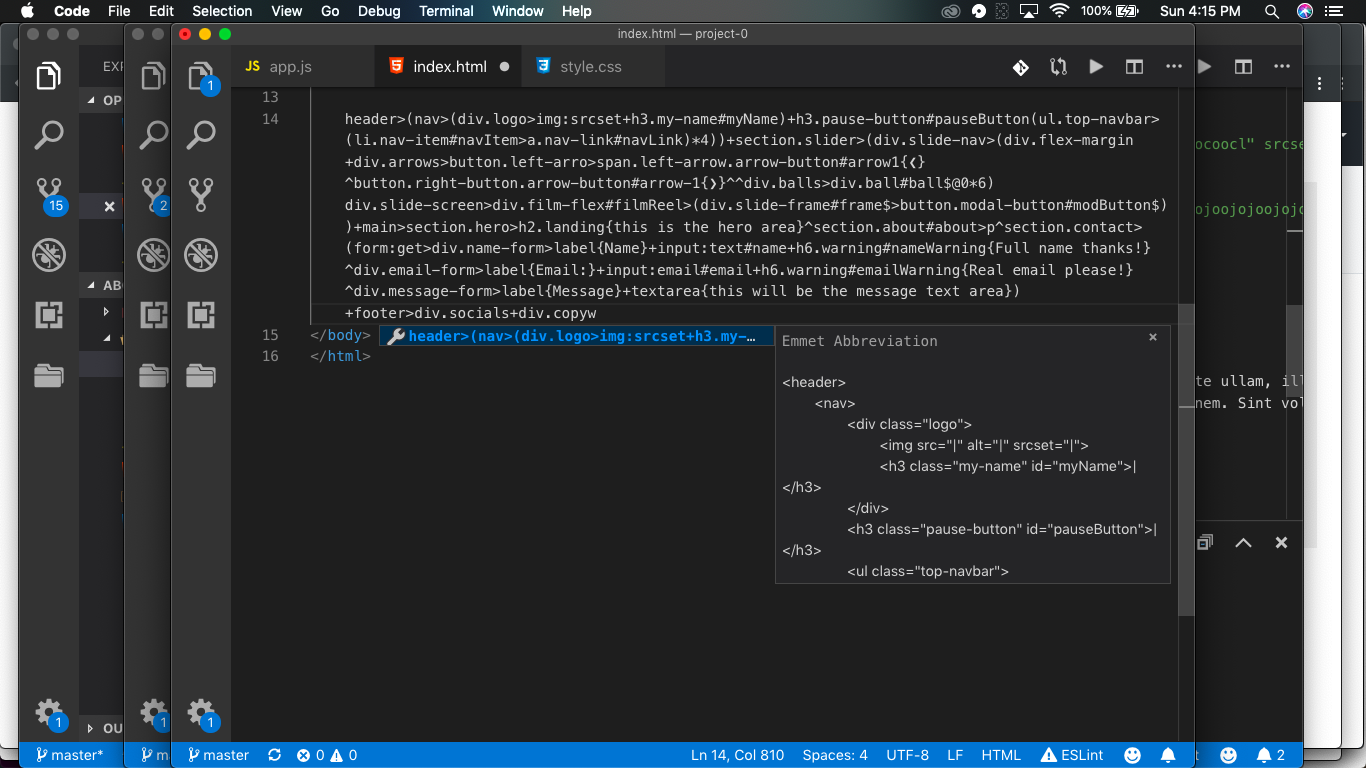 Code File Edit Selection View Go Debug Terminal Window Help 100% Sun 4:15 PM
index.html — project-0
EXP
JS app.js
index.html
style.css
OP
15
2
1
AB
OU
13
14 header>(nav>(div.logo>img:srcset+h3.my-name#myName)+h3.pause-button#pauseButton(ul.top-navbar>
(li.nav-item#navItem>a.nav-link#navLink)*4))+section.slider>(div.slide-nav>(div.flex-margin
+div.arrows>button.left-arro>span.left-arrow.arrow-button#arrow1{❮}
^button.right-button.arrow-button#arrow-1{❯}^^div.balls>div.ball#ball$@0*6)
div.slide-screen>div.film-flex#filmReel>(div.slide-frame#frame$>button.modal-button#modButton$)
)+main>section.hero>h2.landing{this is the hero area}^section.about#about>p^section.contact>
(form:get>div.name-form>label{Name}+input:text#name+h6.warning#nameWarning{Full name thanks!}
^div.email-form>label{Email:}+input:email#email+h6.warning#emailWarning{Real email please!}
^div.message-form>label{Message}+textarea{this will be the message text area})
+footer>div.socials+div.copyw
15 </body>
16 </html>
header>(nav>(div.logo>img:srcset+h3.my-…
Emmet Abbreviation ×
<header>
<nav>
<div class="logo">
<img src="|" alt="|" srcset="|">
<h3 class="my-name" id="myName">|
</h3>
</div>
<h3 class="pause-button" id="pauseButton">|
</h3>
<ul class="top-navbar">
ocoocl" srcse
ojoojojoojojo
te ullam, ill
nem. Sint vol
1
1
1
master*
m
master 0 0 Ln 14, Col 810 Spaces: 4 UTF-8 LF HTML ESLint
t 2